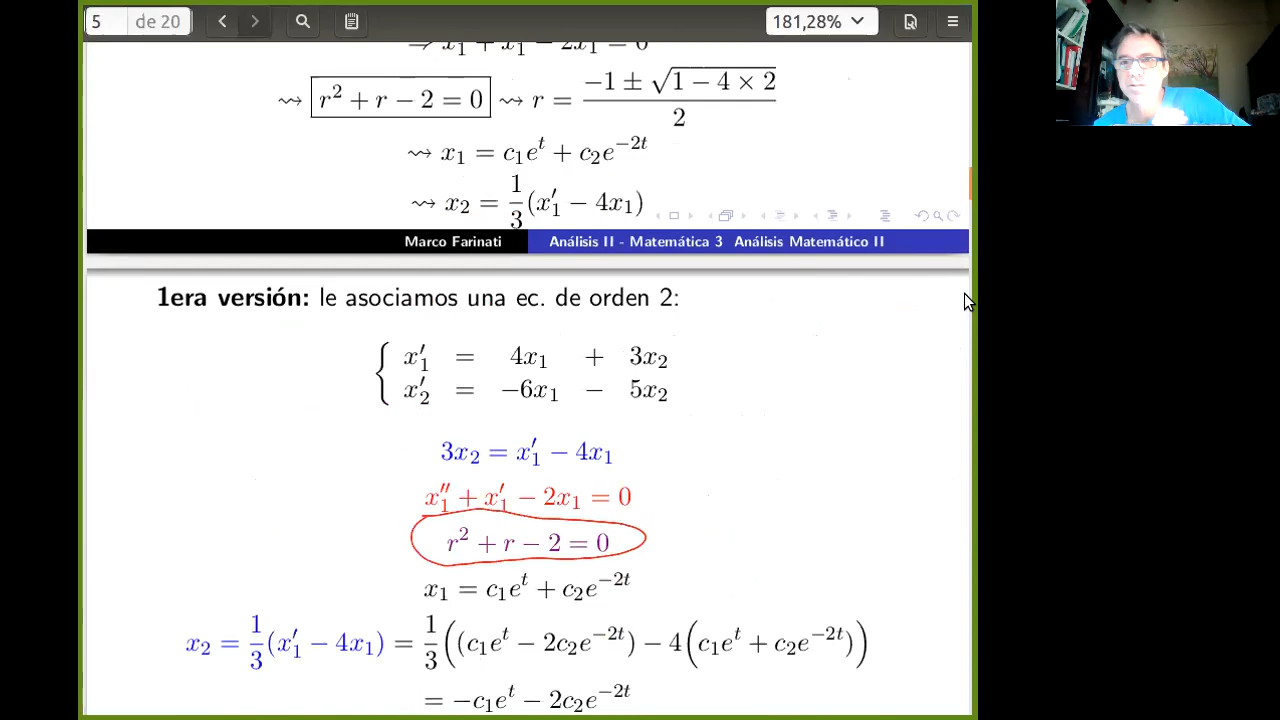 5 de 20 181,28%
⇒ x₁'' + x₁' − 2x₁ = 0
⇝ r² + r − 2 = 0 ⇝ r = (−1 ± √(1 − 4 × 2)) / 2
⇝ x₁ = c₁eᵗ + c₂e⁻²ᵗ
⇝ x₂ = 1/3 (x₁' − 4x₁)
Marco Farinati Análisis II - Matemática 3 Análisis Matemático II
1era versión: le asociamos una ec. de orden 2:
x₁' = 4x₁ + 3x₂
x₂' = −6x₁ − 5x₂
3x₂ = x₁' − 4x₁
x₁'' + x₁' − 2x₁ = 0
r² + r − 2 = 0
x₁ = c₁eᵗ + c₂e⁻²ᵗ
x₂ = 1/3 (x₁' − 4x₁) = 1/3 ((c₁eᵗ − 2c₂e⁻²ᵗ) − 4(c₁eᵗ + c₂e⁻²ᵗ))
= −c₁eᵗ − 2c₂e⁻²ᵗ